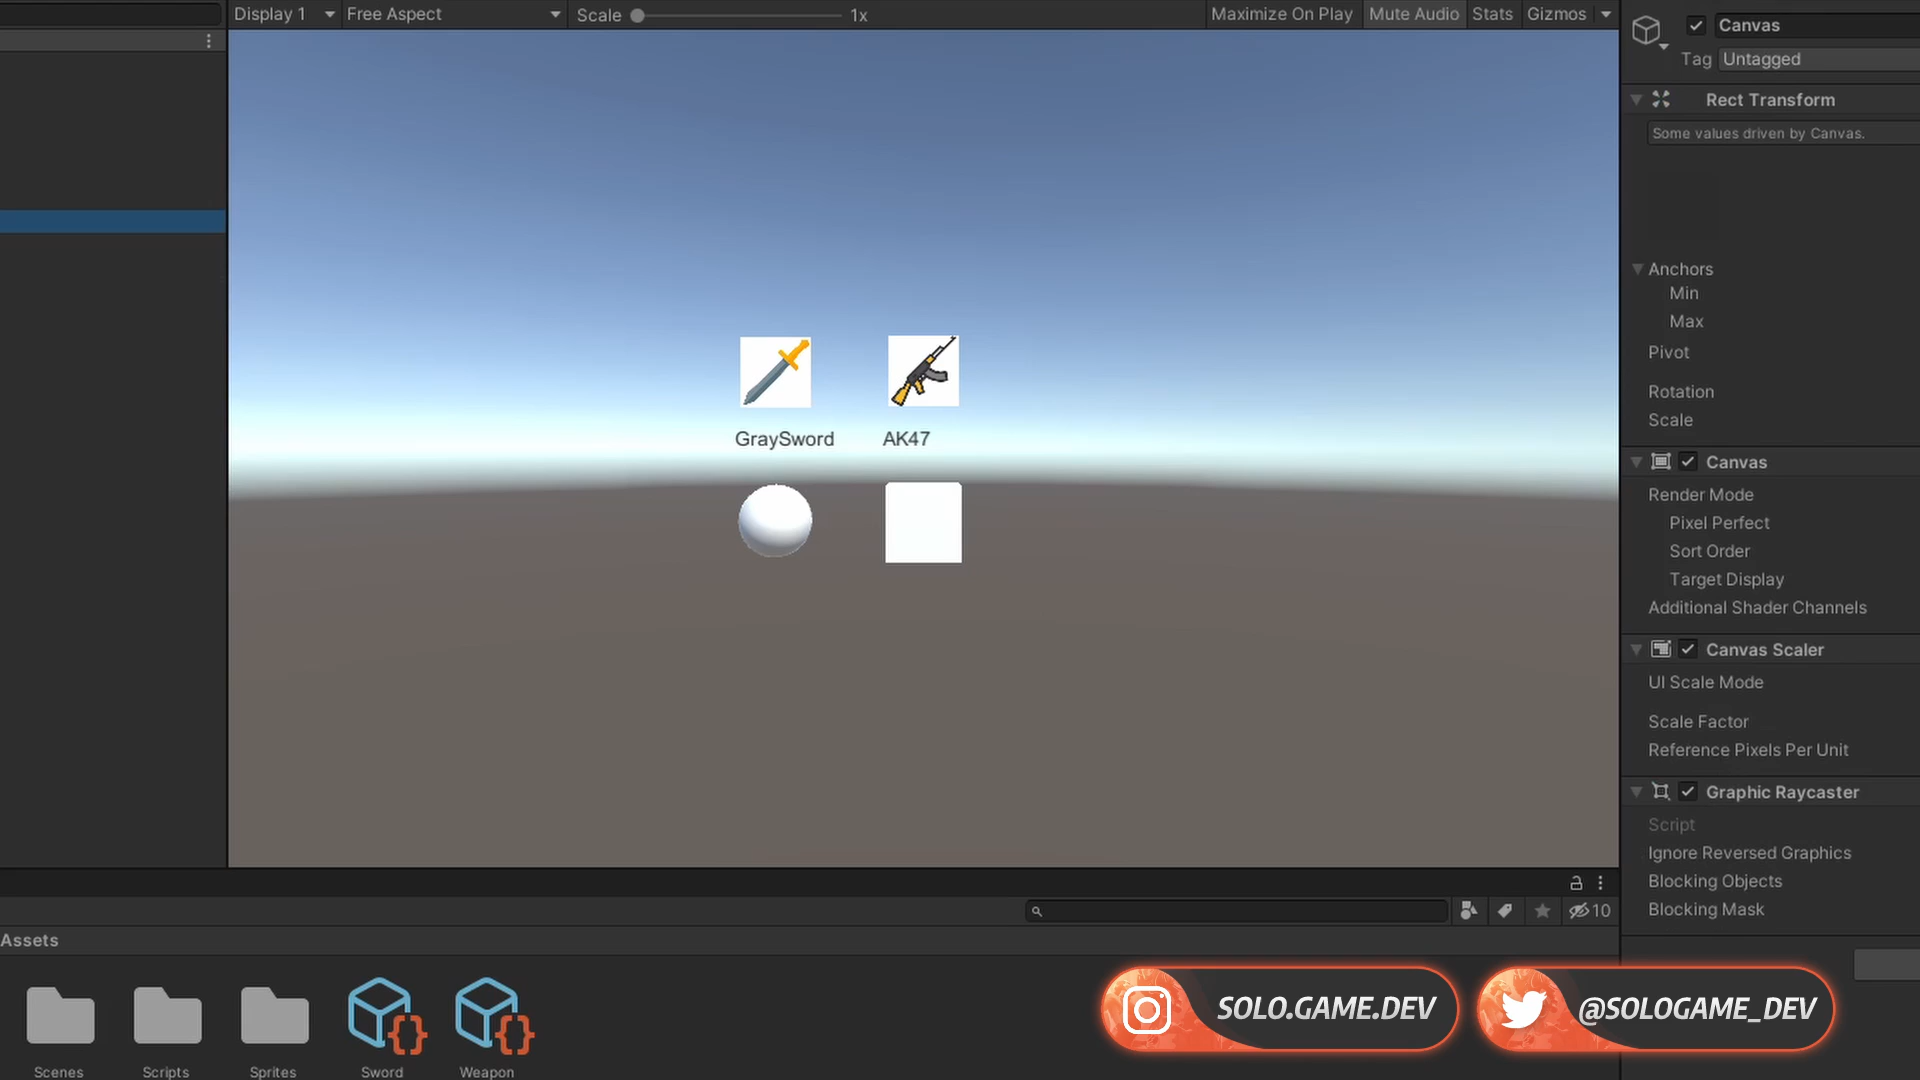 Display 1 Free Aspect Scale 1x Maximize On Play Mute Audio Stats Gizmos
Canvas
Tag Untagged
Rect Transform
Some values driven by Canvas.
Anchors
Min
Max
Pivot
Rotation
Scale
GraySword AK47
Canvas
Render Mode
Pixel Perfect
Sort Order
Target Display
Additional Shader Channels
Canvas Scaler
UI Scale Mode
Scale Factor
Reference Pixels Per Unit
Graphic Raycaster
Script
Ignore Reversed Graphics
Blocking Objects
Blocking Mask
10
Assets
Scenes Scripts Sprites Sword Weapon
SOLO.GAME.DEV @SOLOGAME_DEV